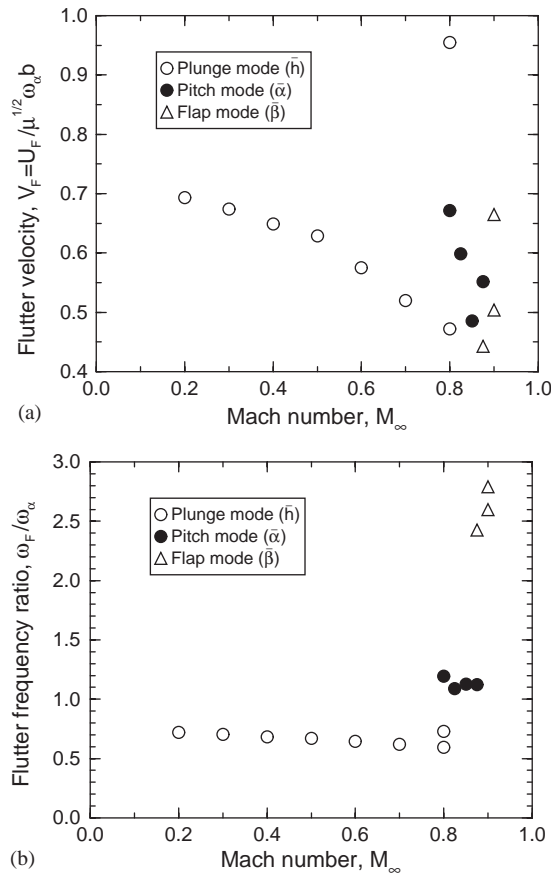 1.0
0.9
0.8
0.7
0.6
0.5
0.4
Flutter velocity, V_F=U_F/μ^{1/2}ω_αb
○ Plunge mode (h̄)
● Pitch mode (ᾱ)
△ Flap mode (β̄)
0.0 0.2 0.4 0.6 0.8 1.0
(a) Mach number, M_∞
3.0
2.5
2.0
1.5
1.0
0.5
0.0
Flutter frequency ratio, ω_F/ω_α
○ Plunge mode (h̄)
● Pitch mode (ᾱ)
△ Flap mode (β̄)
0.0 0.2 0.4 0.6 0.8 1.0
(b) Mach number, M_∞